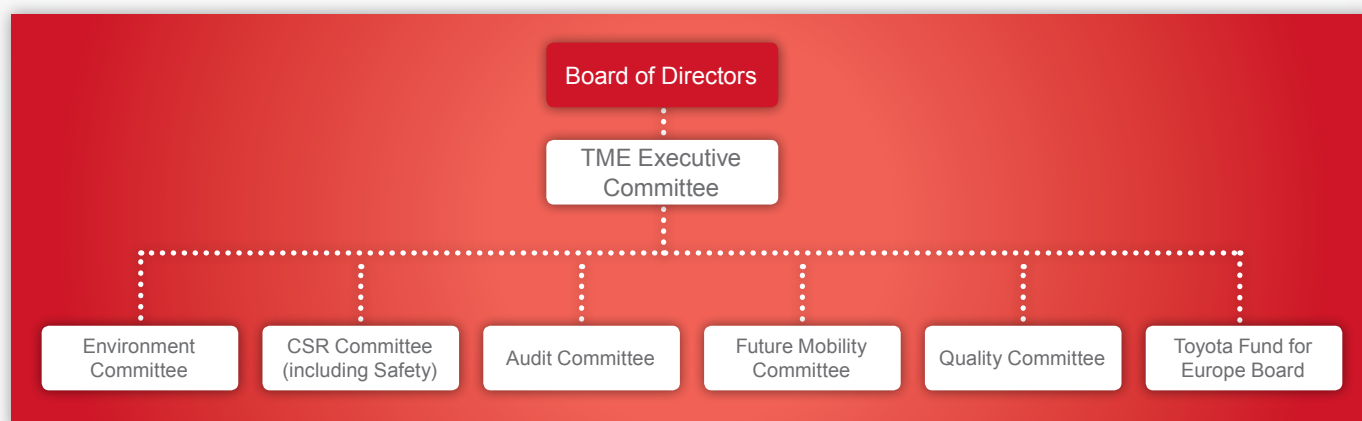 Board of Directors
TME Executive
Committee
Environment
Committee
CSR Committee
(including Safety)
Audit Committee
Future Mobility
Committee
Quality Committee
Toyota Fund for
Europe Board